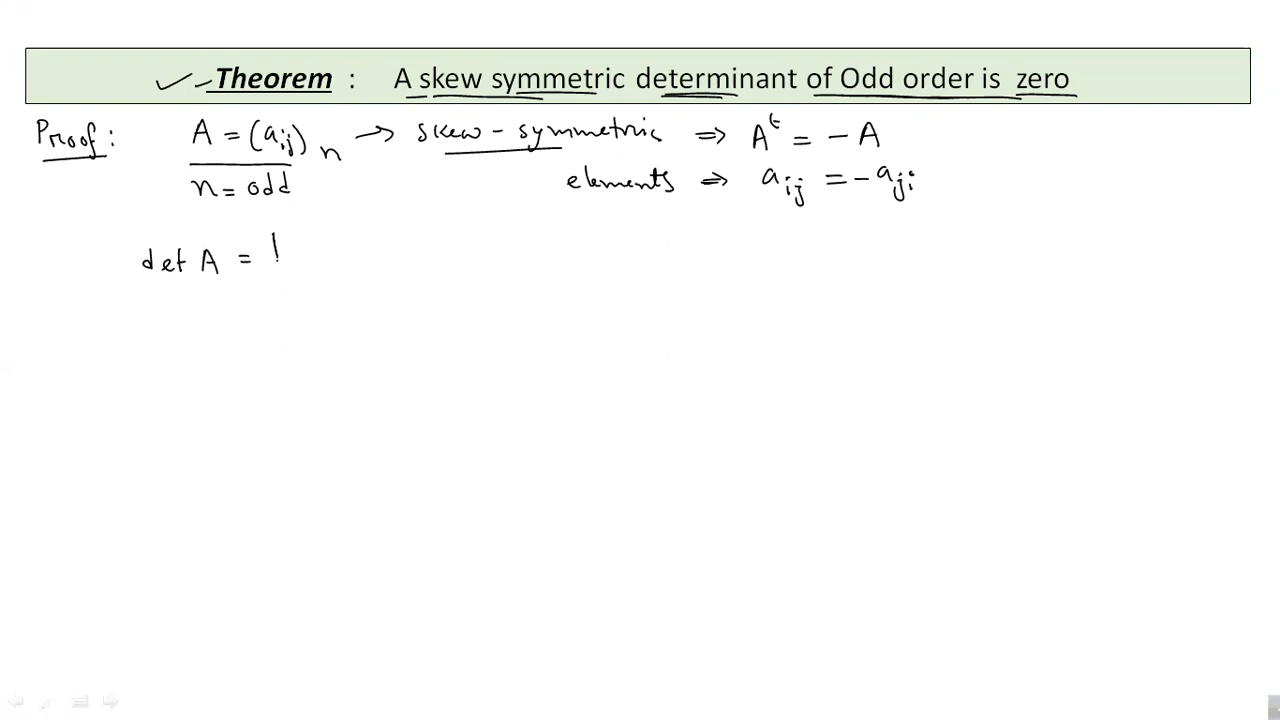 Theorem : A skew symmetric determinant of Odd order is zero
Proof: A = (aij)n → skew-symmetric ⇒ A^t = -A
n = odd elements ⇒ aij = -aji
det A = |